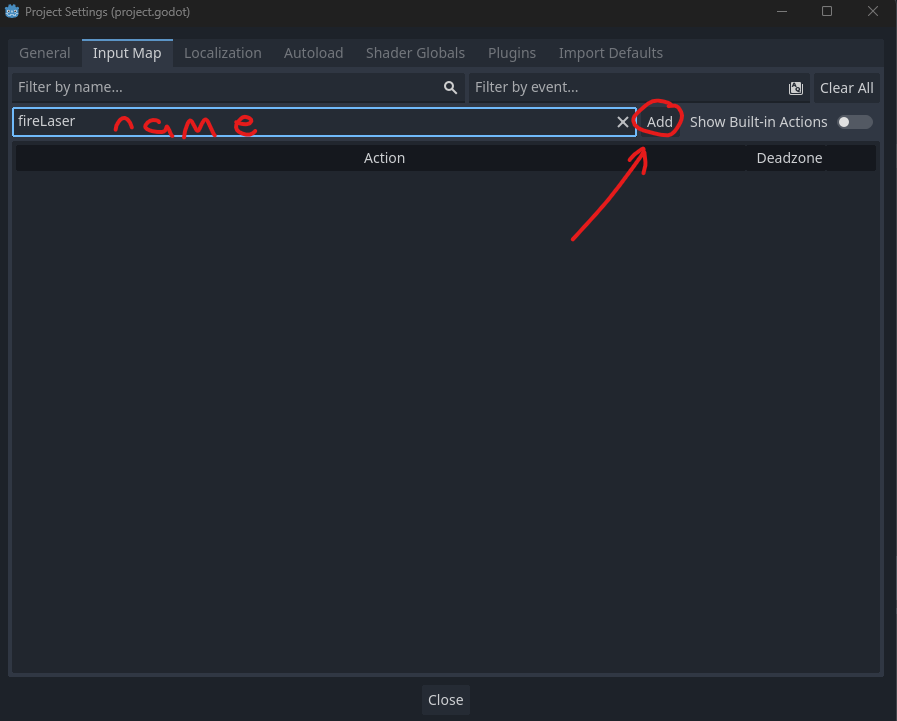 Project Settings (project.godot)
General Input Map Localization Autoload Shader Globals Plugins Import Defaults
Filter by name... Filter by event... Clear All
fireLaser name Add Show Built-in Actions
Action Deadzone
Close